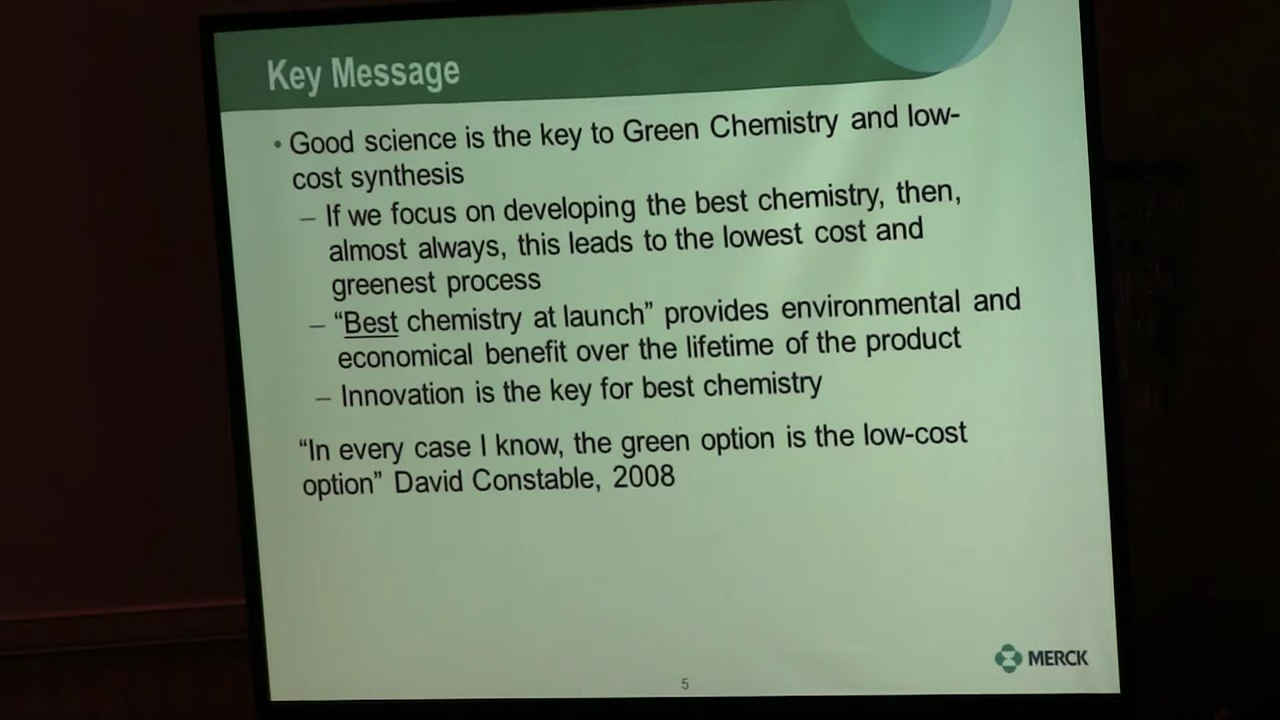 Key Message
• Good science is the key to Green Chemistry and low-
cost synthesis
– If we focus on developing the best chemistry, then,
almost always, this leads to the lowest cost and
greenest process
– “Best chemistry at launch” provides environmental and
economical benefit over the lifetime of the product
– Innovation is the key for best chemistry
“In every case I know, the green option is the low-cost
option” David Constable, 2008
MERCK
5